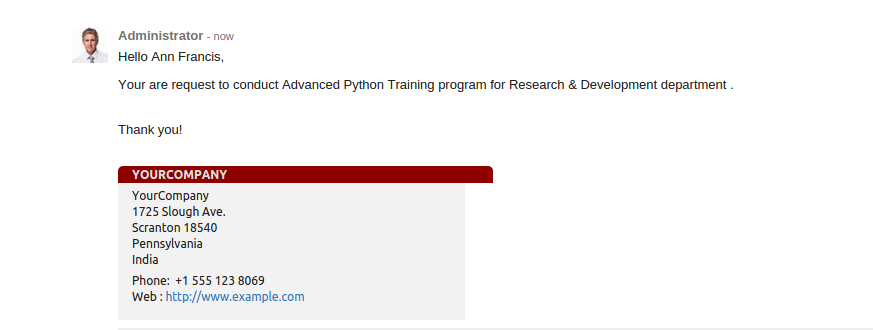 Administrator - now
Hello Ann Francis,
Your are request to conduct Advanced Python Training program for Research & Development department .
Thank you!
YOURCOMPANY
YourCompany
1725 Slough Ave.
Scranton 18540
Pennsylvania
India
Phone: +1 555 123 8069
Web : http://www.example.com